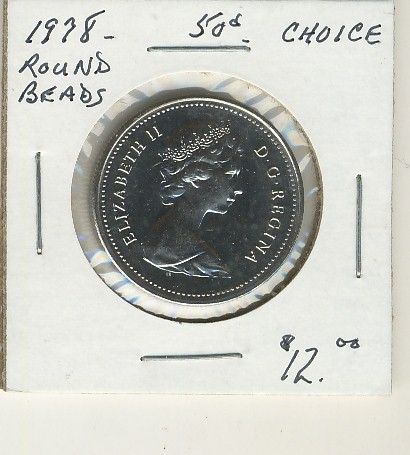 1978- 50¢. CHOICE
ROUND
BEADS
ELIZABETH II D·G·REGINA
$12.00